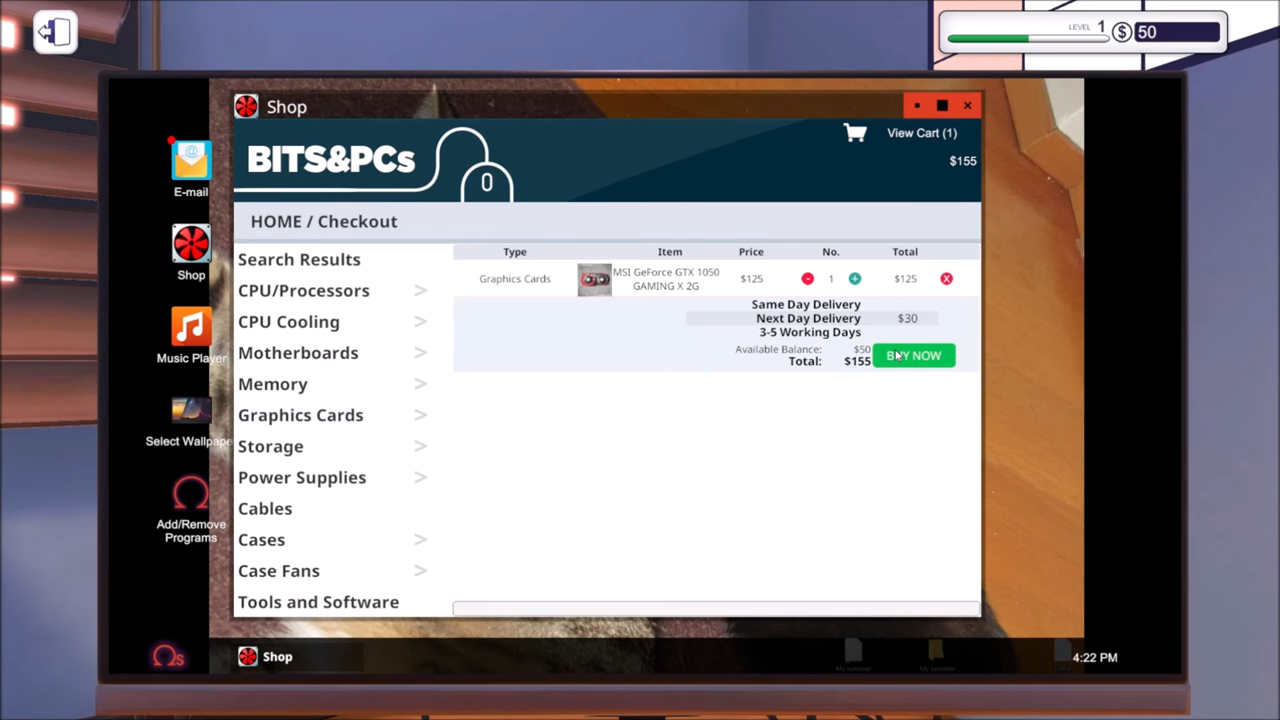 LEVEL 1 $ 50
Shop
BITS&PCs
View Cart (1)
$155
HOME / Checkout
E-mail
Shop
Music Player
Select Wallpape
Add/Remove
Programs
Search Results
CPU/Processors >
CPU Cooling >
Motherboards >
Memory >
Graphics Cards >
Storage >
Power Supplies >
Cables
Cases >
Case Fans >
Tools and Software
Type Item Price No. Total
Graphics Cards MSI GeForce GTX 1050 $125 - 1 + $125 X
GAMING X 2G
Same Day Delivery
Next Day Delivery $30
3-5 Working Days
Available Balance: $50
Total: $155
BUY NOW
Ωs Shop 4:22 PM